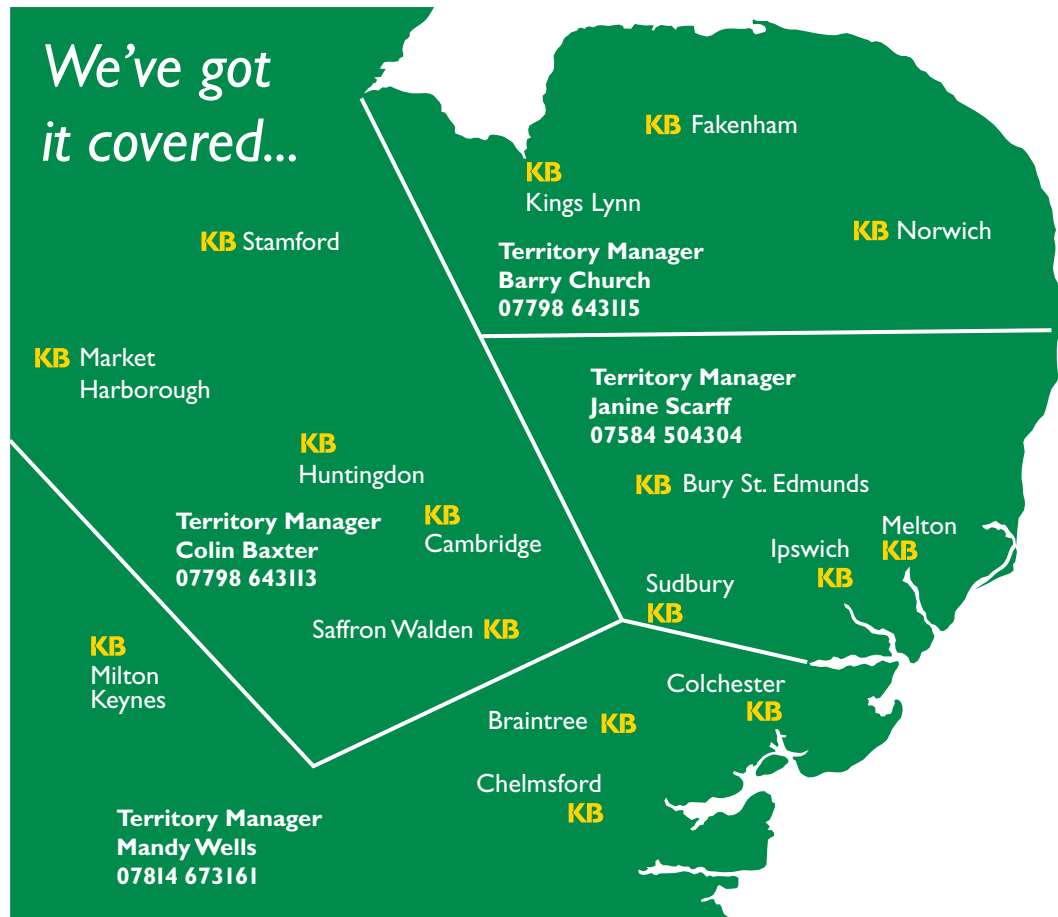 We've got
it covered...
KB Fakenham
KB
Kings Lynn
KB Norwich
KB Stamford
Territory Manager
Barry Church
07798 643115
KB Market
Harborough
Territory Manager
Janine Scarff
07584 504304
KB
Huntingdon
KB Bury St. Edmunds
KB
Cambridge
Territory Manager
Colin Baxter
07798 643113
Melton
KB
Ipswich
KB
Sudbury
KB
Saffron Walden KB
KB
Milton
Keynes
Colchester
KB
Braintree KB
Chelmsford
KB
Territory Manager
Mandy Wells
07814 673161